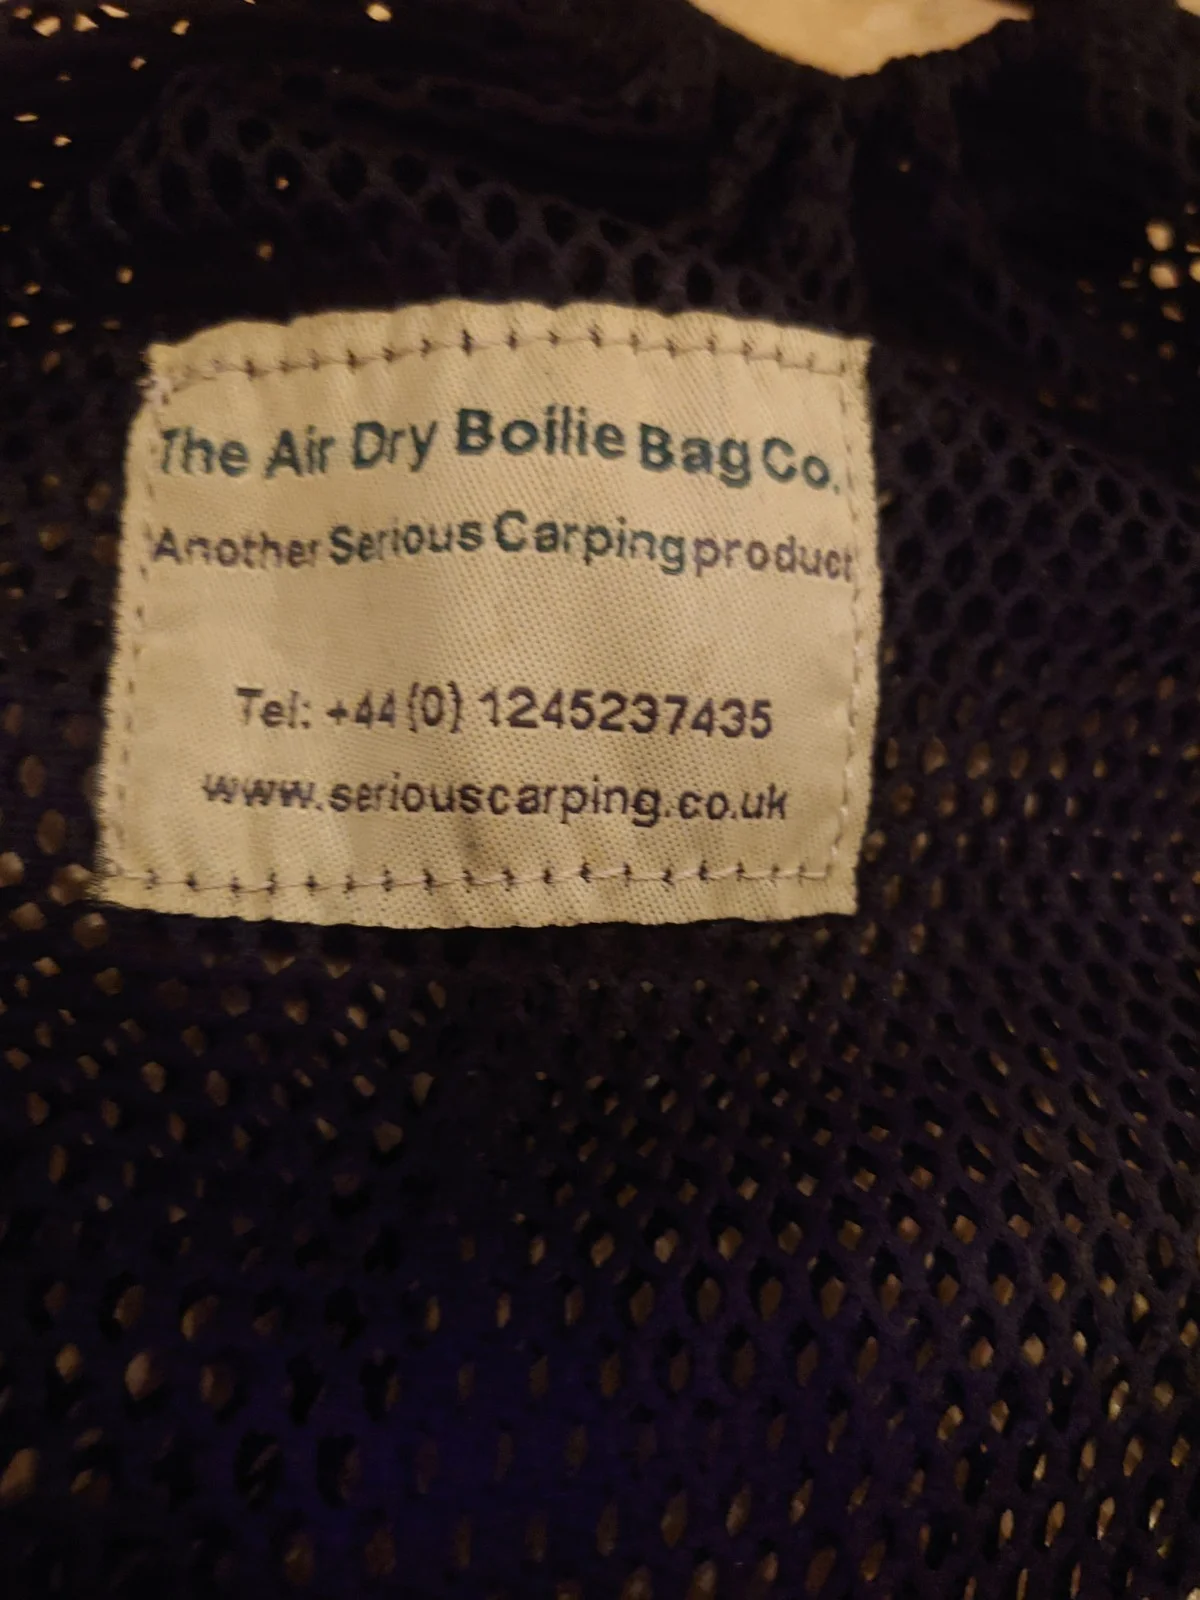 The Air Dry Boilie Bag Co.
Another Serious Carping product
Tel: +44 (0) 1245237435
www.seriouscarping.co.uk